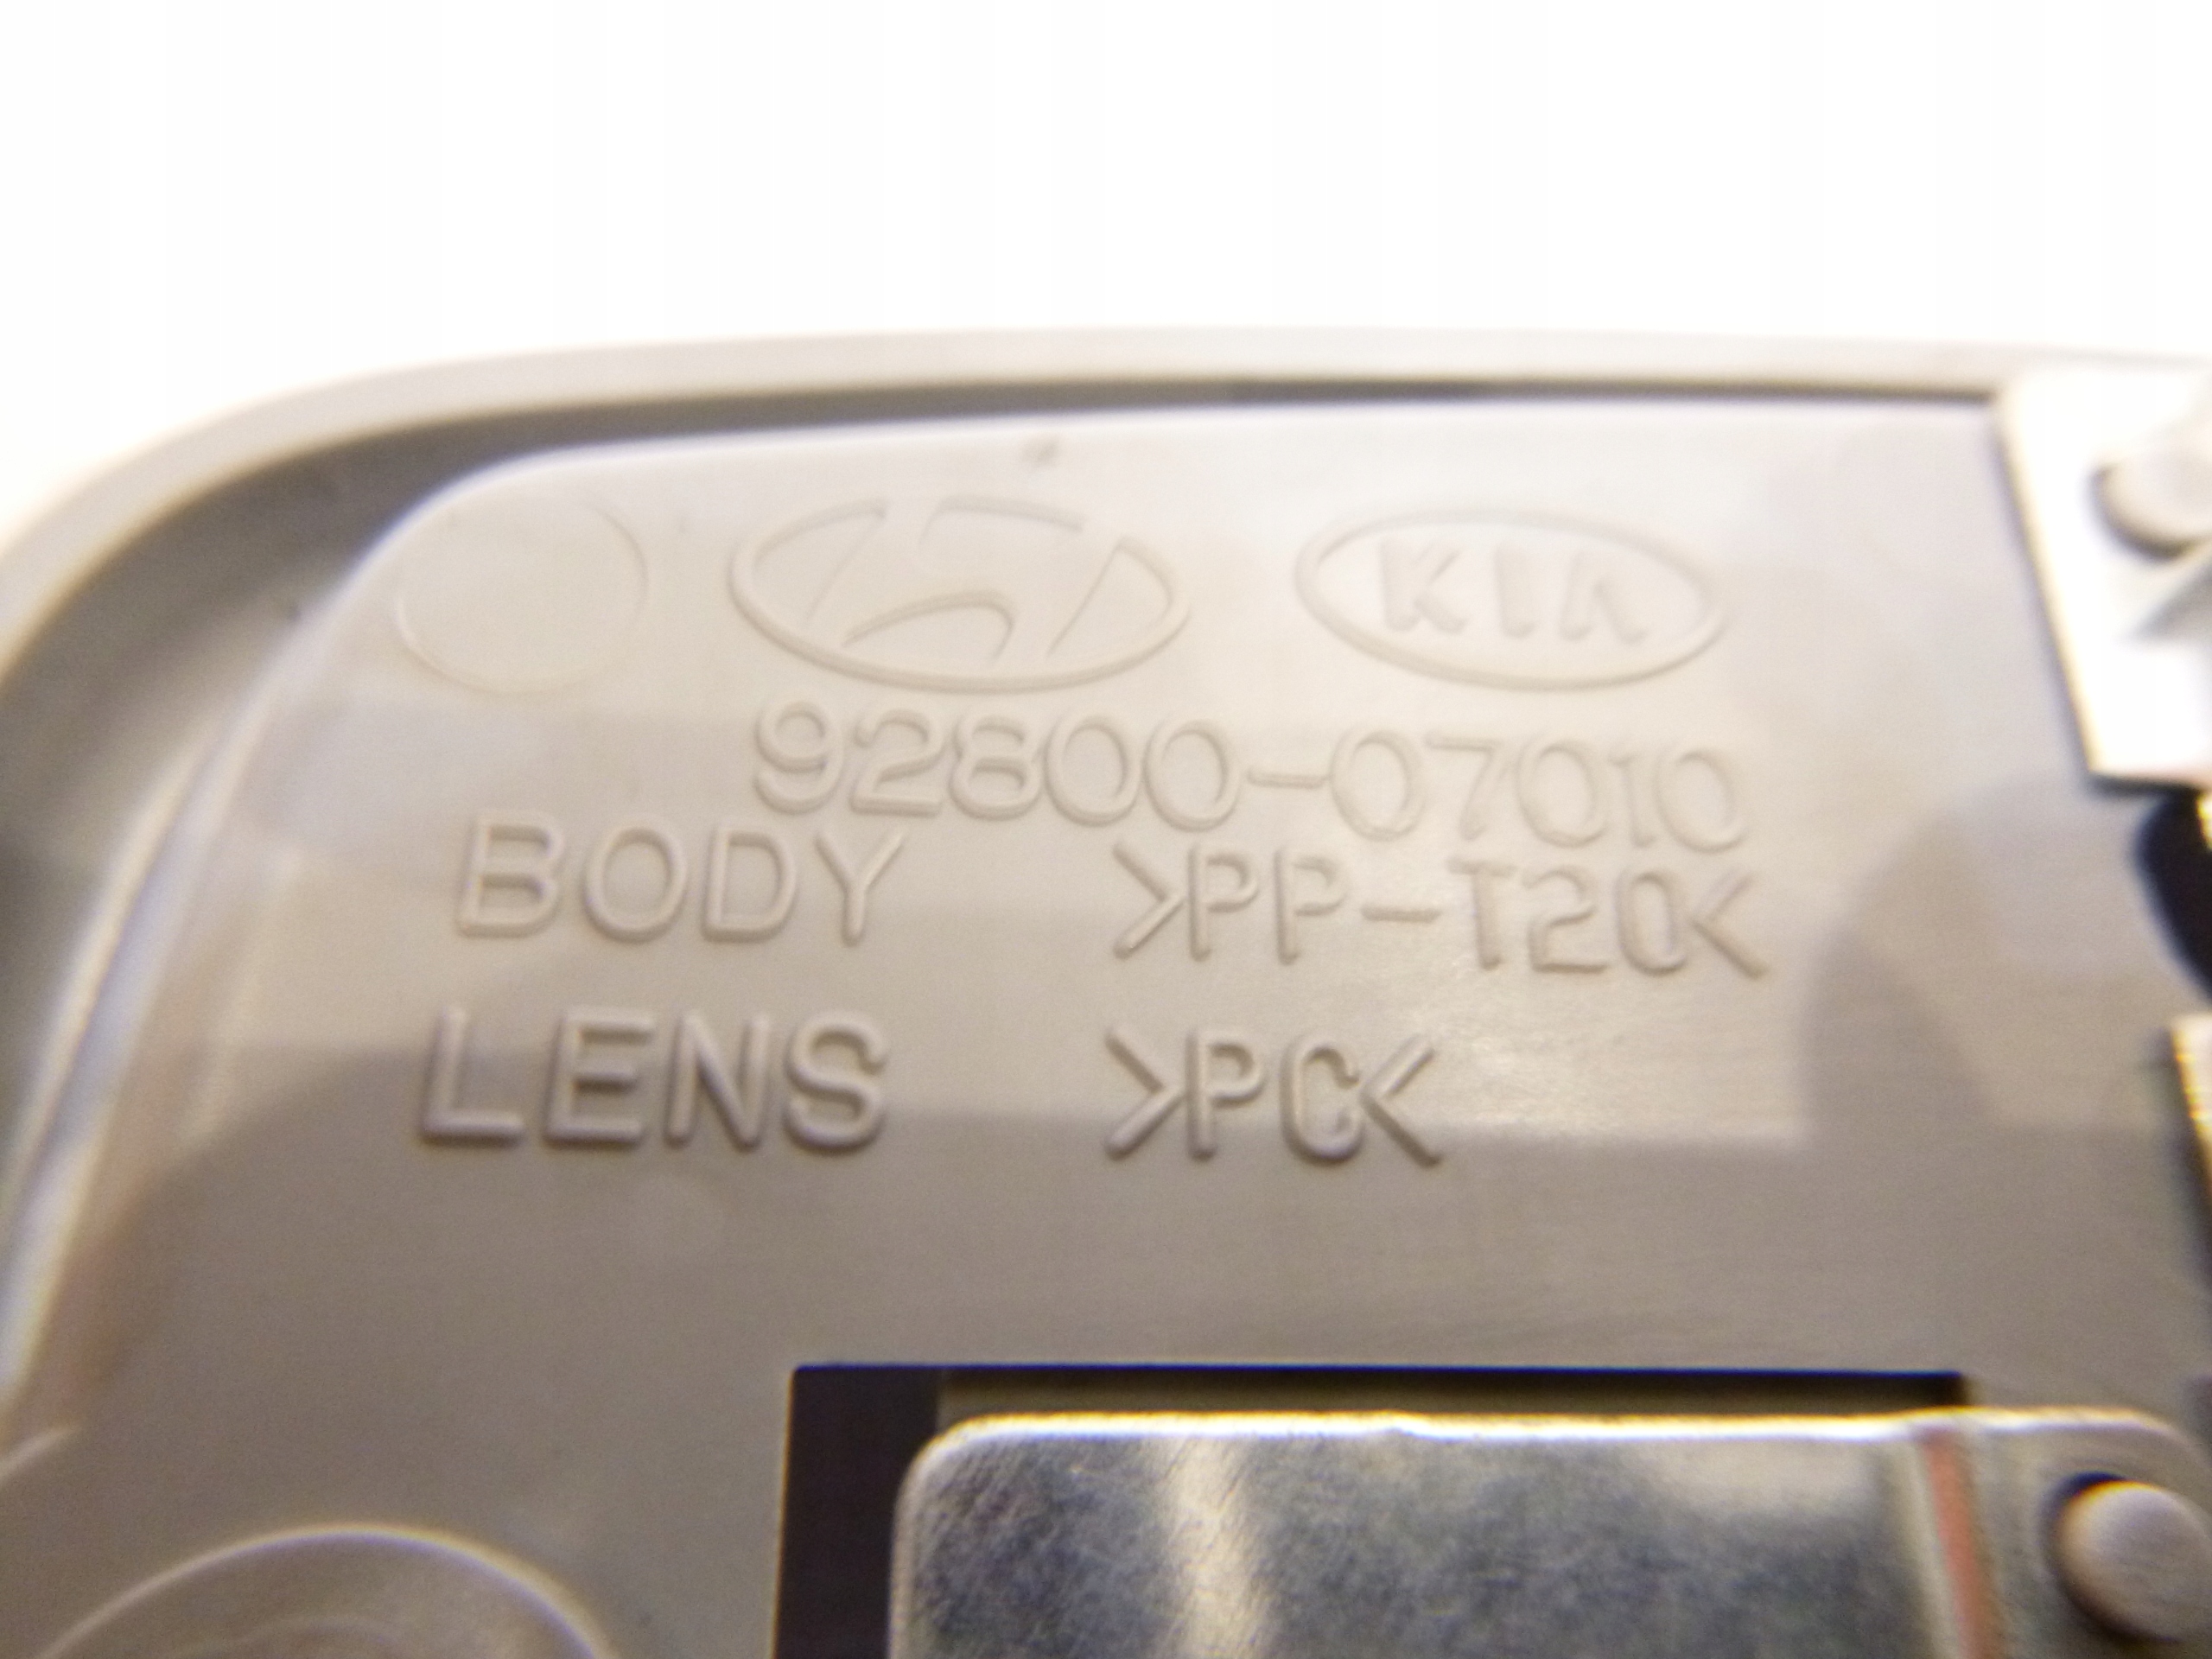 KIA
92800-07010
BODY >PP-T20<
LENS >PC<